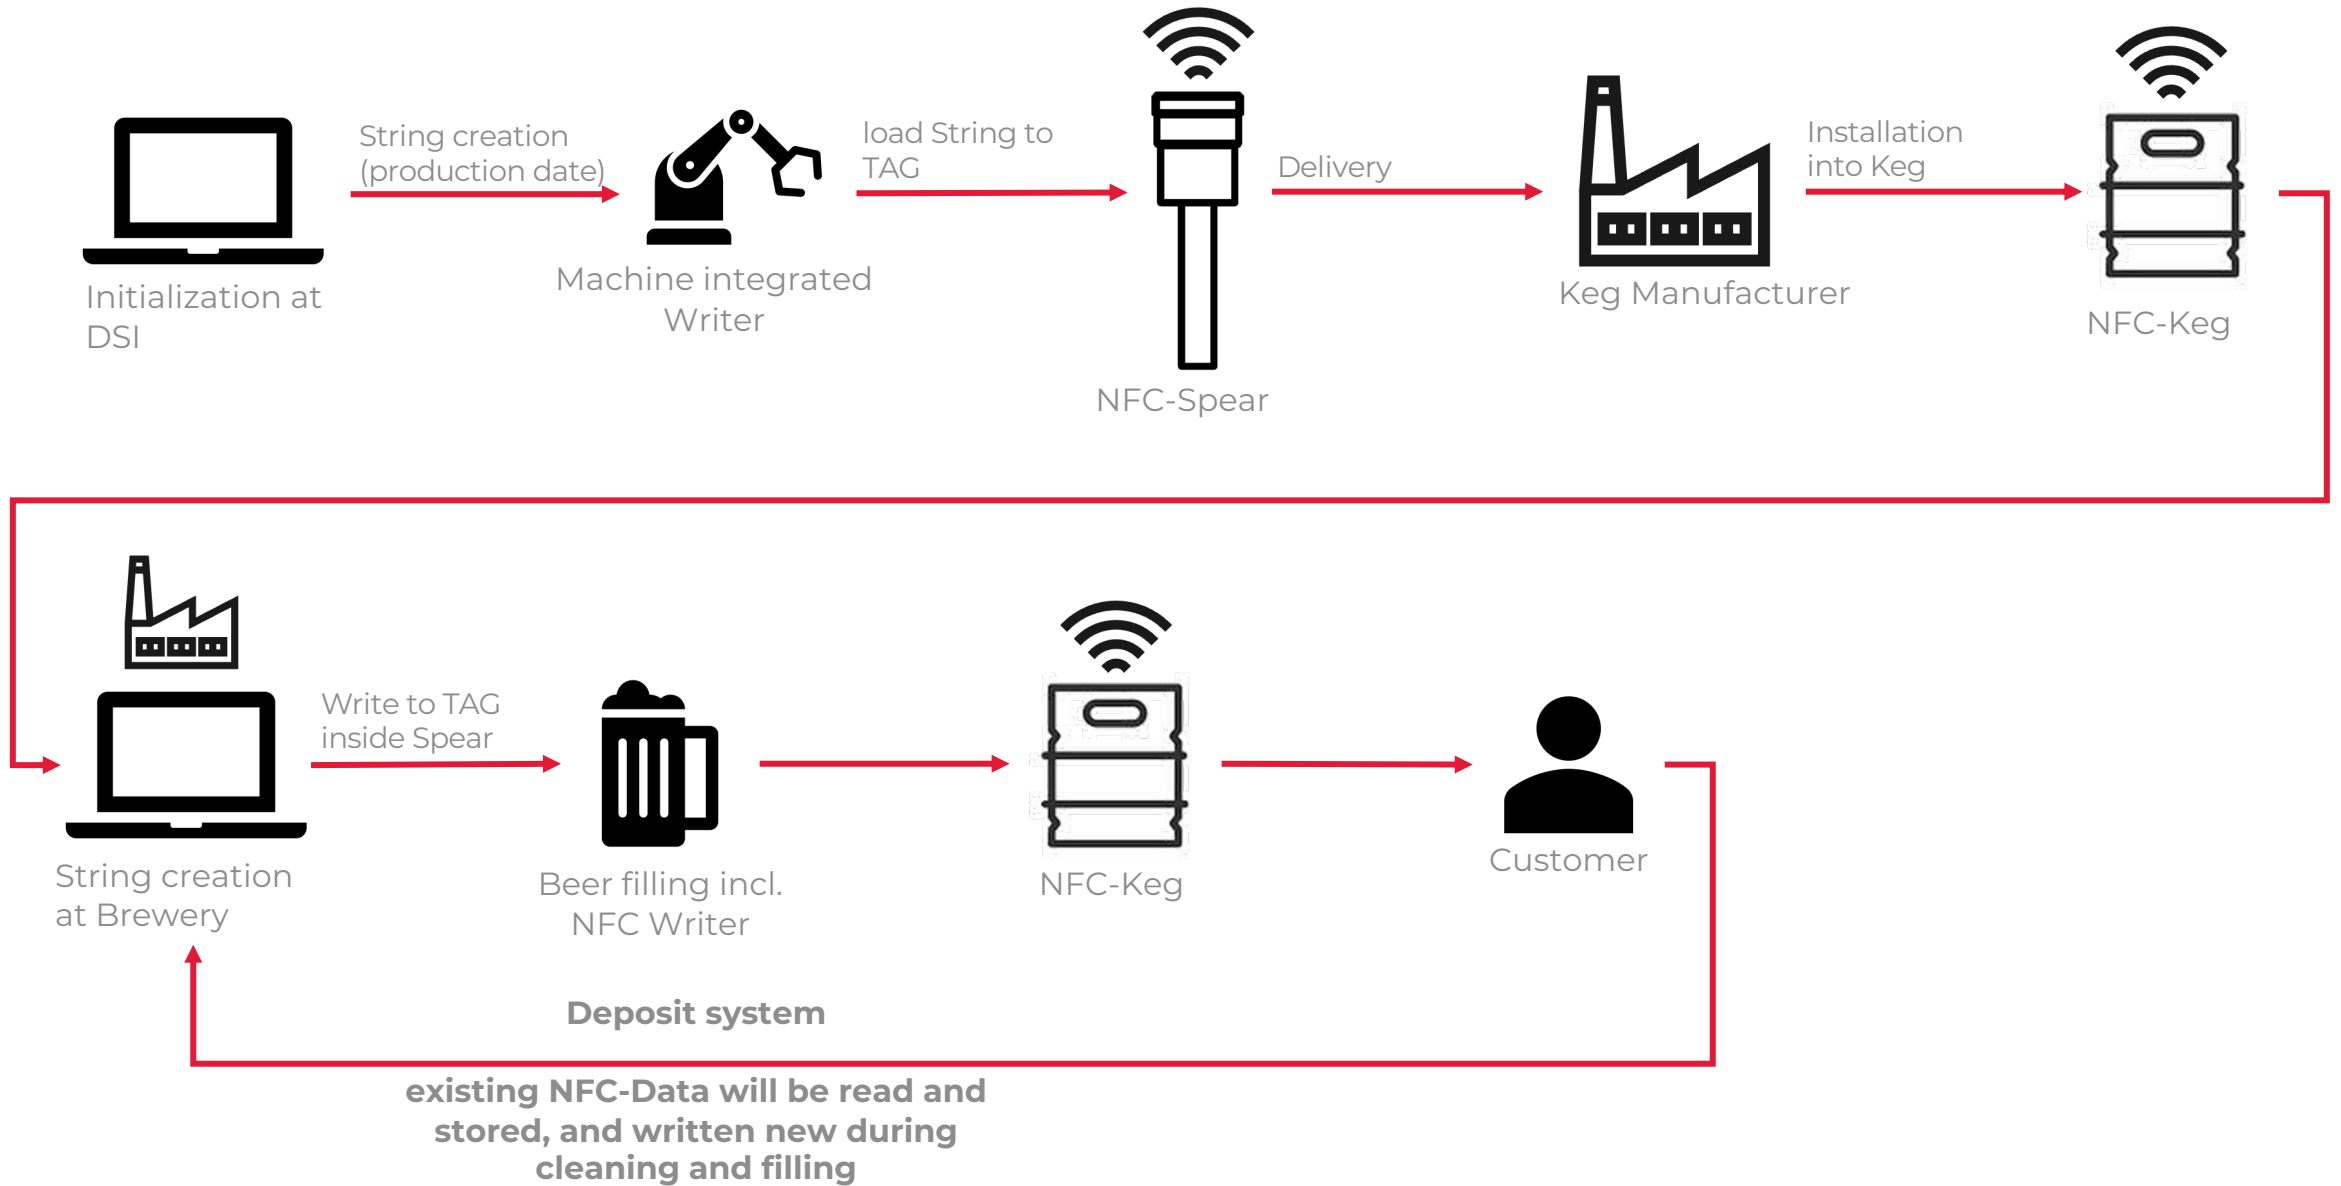 String creation
(production date)
load String to
TAG
Delivery
Installation
into Keg
Initialization at
DSI
Machine integrated
Writer
NFC-Spear
Keg Manufacturer
NFC-Keg
Write to TAG
inside Spear
String creation
at Brewery
Beer filling incl.
NFC Writer
NFC-Keg
Customer
Deposit system
existing NFC-Data will be read and
stored, and written new during
cleaning and filling